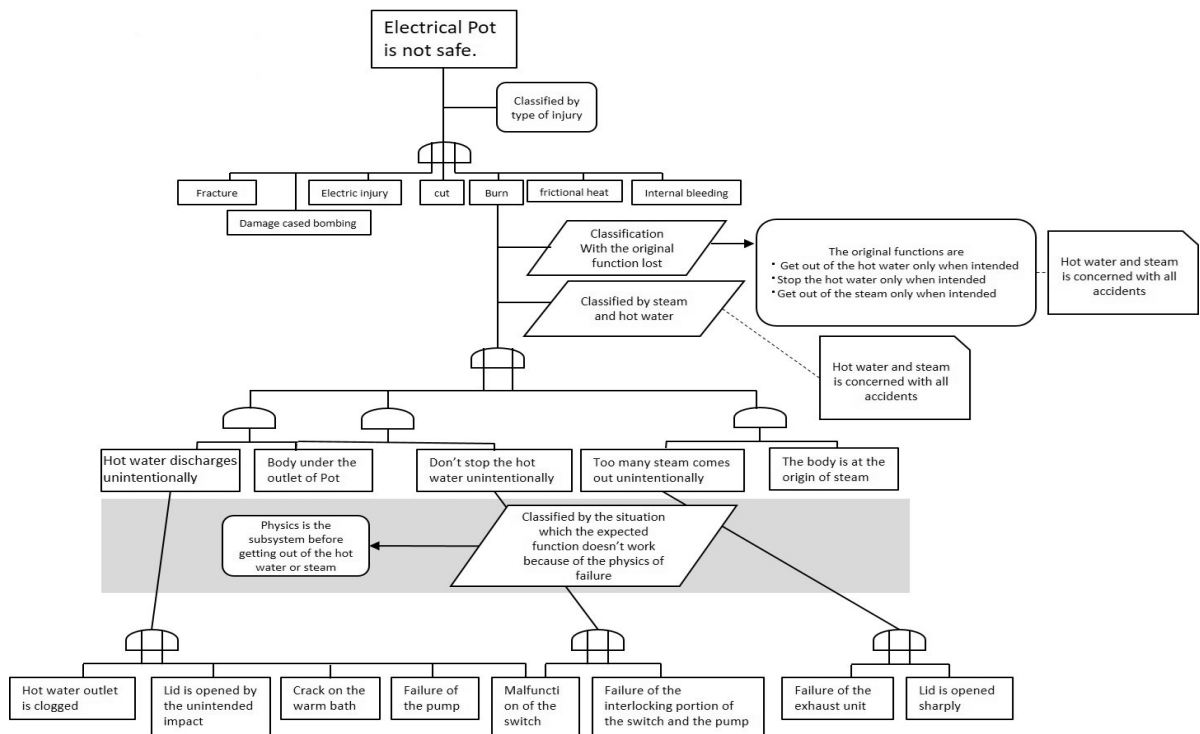 Electrical Pot
is not safe.
Classified by
type of injury
Fracture
Electric injury
cut
Burn
frictional heat
Internal bleeding
Damage cased bombing
Classification
With the original
function lost
The original functions are
• Get out of the hot water only when intended
• Stop the hot water only when intended
• Get out of the steam only when intended
Hot water and steam
is concerned with all
accidents
Classified by steam
and hot water
Hot water and steam
is concerned with all
accidents
Hot water discharges
unintentionally
Body under the
outlet of Pot
Don't stop the hot
water unintentionally
Too many steam comes
out unintentionally
The body is at the
origin of steam
Physics is the
subsystem before
getting out of the hot
water or steam
Classified by the situation
which the expected
function doesn't work
because of the physics of
failure
Hot water outlet
is clogged
Lid is opened by
the unintended
impact
Crack on the
warm bath
Failure of
the pump
Malfuncti
on of the
switch
Failure of the
interlocking portion
of the switch and the pump
Failure of the
exhaust unit
Lid is opened
sharply